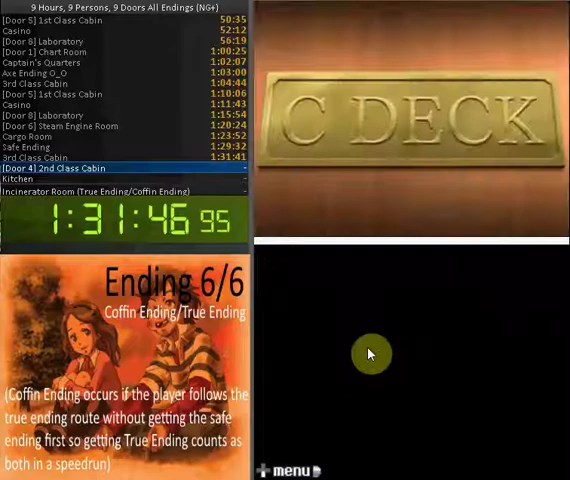 9 Hours, 9 Persons, 9 Doors All Endings (NG+)
[Door 5] 1st Class Cabin 50:35
Casino 52:12
[Door 8] Laboratory 56:19
[Door 1] Chart Room 1:00:25
Captain's Quarters 1:02:07
Axe Ending O_O 1:03:00
3rd Class Cabin 1:04:44
[Door 5] 1st Class Cabin 1:10:06
Casino 1:11:43
[Door 8] Laboratory 1:15:54
[Door 6] Steam Engine Room 1:20:24
Cargo Room 1:23:52
Safe Ending 1:29:32
3rd Class Cabin 1:31:41
[Door 4] 2nd Class Cabin -
Kitchen -
Incinerator Room (True Ending/Coffin Ending) -
1:31:46 95
C DECK
Ending 6/6
Coffin Ending/True Ending
(Coffin Ending occurs if the player follows the
true ending route without getting the safe
ending first so getting True Ending counts as
both in a speedrun)
menu